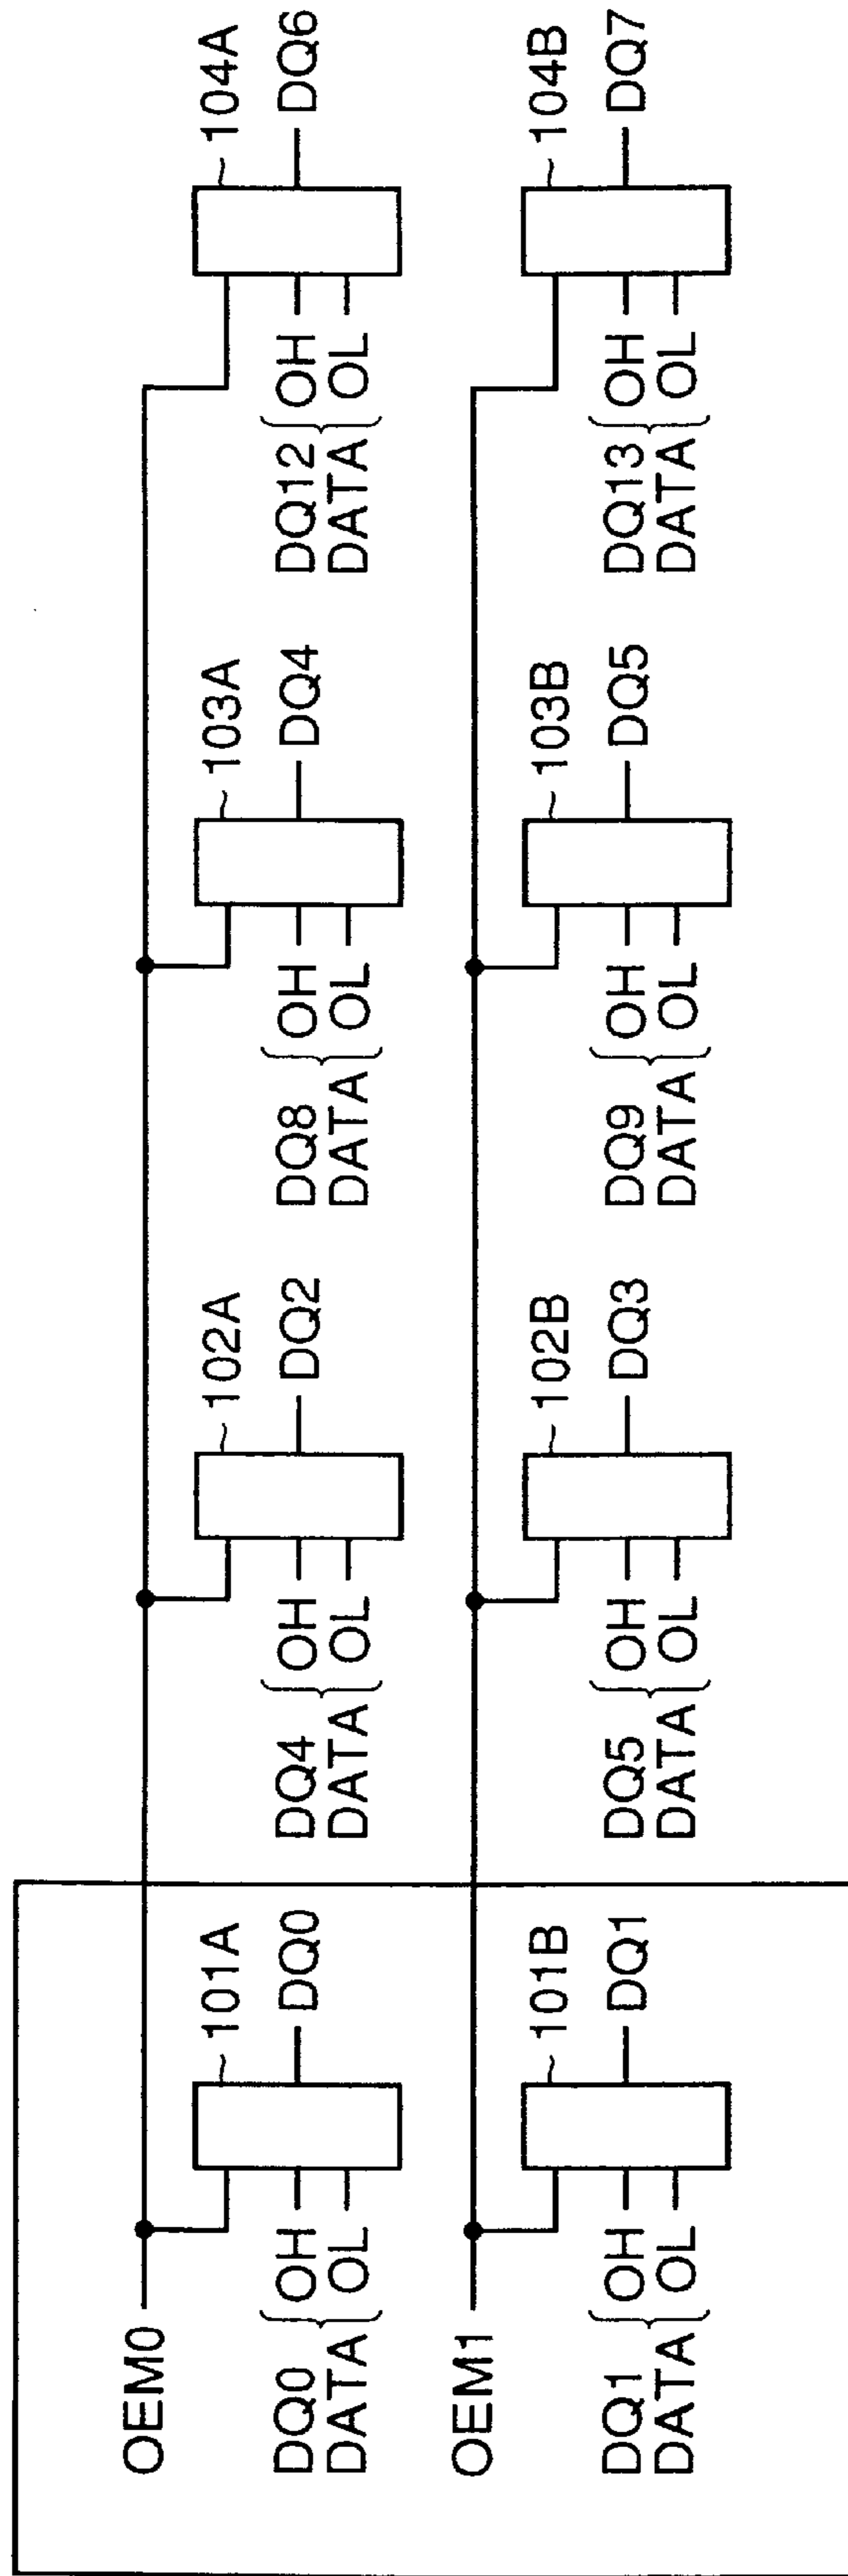 OEM0
101A
DQ0
DATA
OH
OL
DQ0
102A
DQ4
DATA
OH
OL
DQ2
103A
DQ8
DATA
OH
OL
DQ4
104A
DQ12
DATA
OH
OL
DQ6
OEM1
101B
DQ1
DATA
OH
OL
DQ1
102B
DQ5
DATA
OH
OL
DQ3
103B
DQ9
DATA
OH
OL
DQ5
104B
DQ13
DATA
OH
OL
DQ7